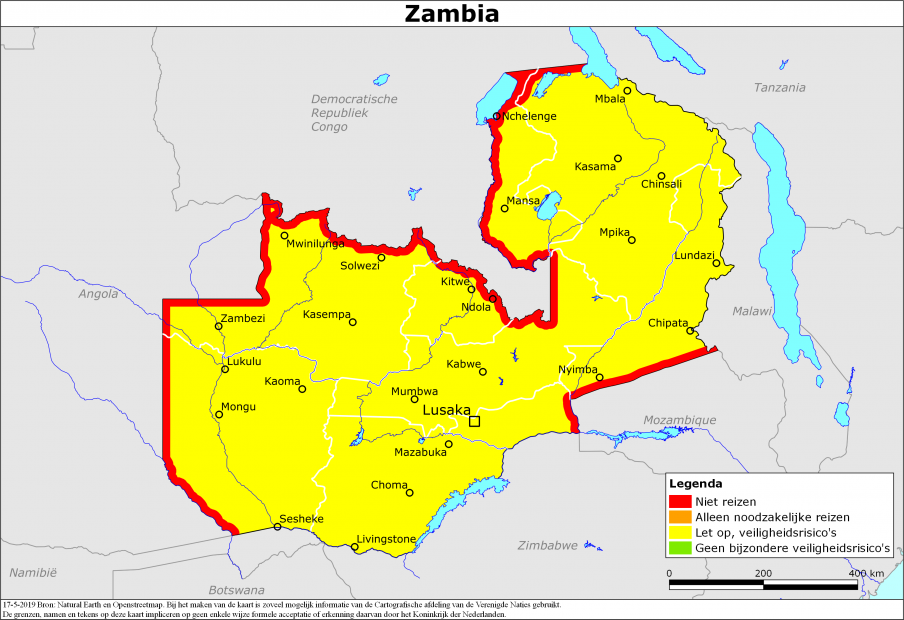 Zambia
Democratische
Republiek
Congo
Tanzania
Mbala
Nchelenge
Kasama
Chinsali
Mansa
Mpika
Mwinilunga
Solwezi
Lundazi
Kitwe
Angola
Ndola
Malawi
Zambezi
Kasempa
Chipata
Lukulu
Kabwe
Nyimba
Kaoma
Mumbwa
Mongu
Lusaka
Mozambique
Mazabuka
Choma
Sesheke
Livingstone
Zimbabwe
Namibië
Botswana
Legenda
Niet reizen
Alleen noodzakelijke reizen
Let op, veiligheidsrisico's
Geen bijzondere veiligheidsrisico's
0 200 400 km
17-5-2019 Bron: Natural Earth en Openstreetmap. Bij het maken van de kaart is zoveel mogelijk informatie van de Cartografische afdeling van de Verenigde Naties gebruikt.
De grenzen, namen en tekens op deze kaart impliceren op geen enkele wijze formele acceptatie of erkenning daarvan door het Koninkrijk der Nederlanden.